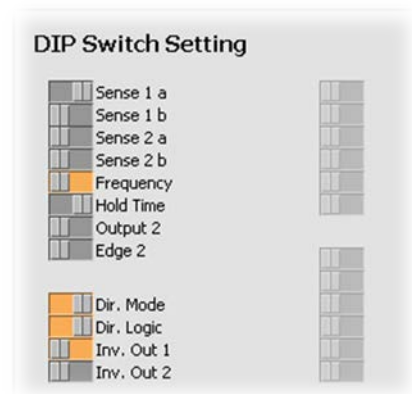 DIP Switch Setting
Sense 1 a
Sense 1 b
Sense 2 a
Sense 2 b
Frequency
Hold Time
Output 2
Edge 2
Dir. Mode
Dir. Logic
Inv. Out 1
Inv. Out 2